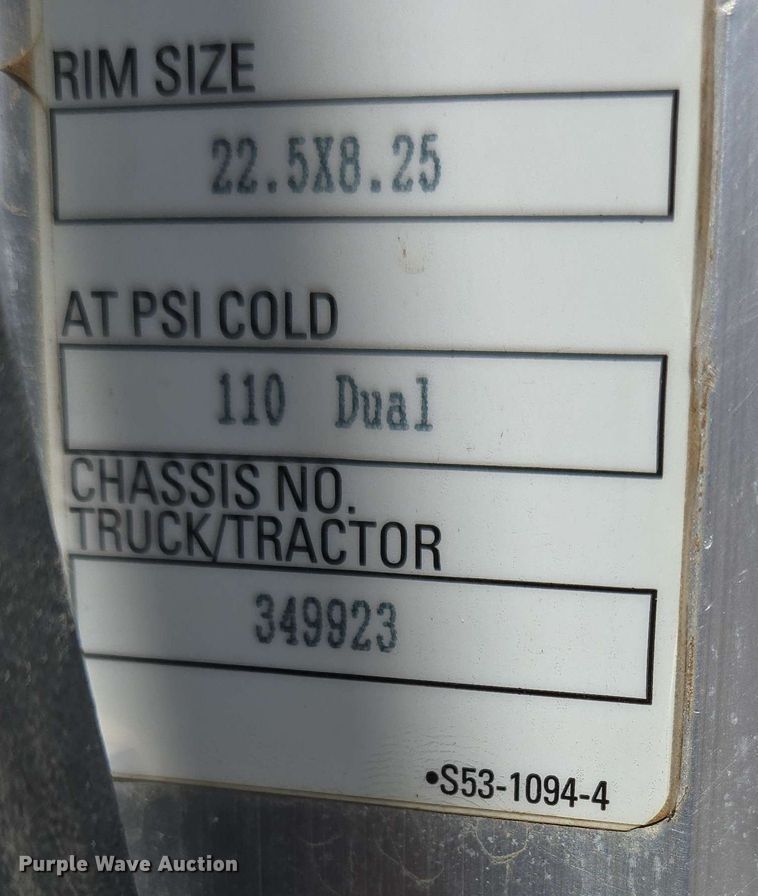 RIM SIZE
22.5X8.25
AT PSI COLD
110 Dual
CHASSIS NO.
TRUCK/TRACTOR
349923
•S53-1094-4
Purple Wave Auction